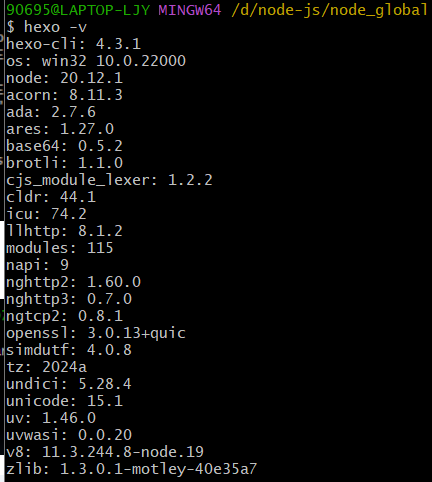 90695@LAPTOP-LJY MINGW64 /d/node-js/node_global
$ hexo -v
hexo-cli: 4.3.1
os: win32 10.0.22000
node: 20.12.1
acorn: 8.11.3
ada: 2.7.6
ares: 1.27.0
base64: 0.5.2
brotli: 1.1.0
cjs_module_lexer: 1.2.2
cldr: 44.1
icu: 74.2
llhttp: 8.1.2
modules: 115
napi: 9
nghttp2: 1.60.0
nghttp3: 0.7.0
ngtcp2: 0.8.1
openssl: 3.0.13+quic
simdutf: 4.0.8
tz: 2024a
undici: 5.28.4
unicode: 15.1
uv: 1.46.0
uvwasi: 0.0.20
v8: 11.3.244.8-node.19
zlib: 1.3.0.1-motley-40e35a7